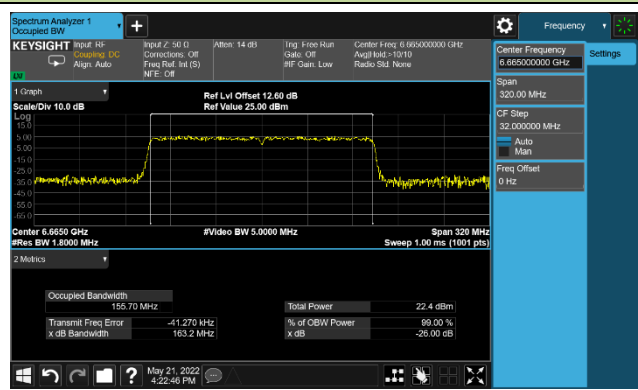 Spectrum Analyzer 1
Occupied BW
Frequency
KEYSIGHT
Input: RF
Coupling: DC
Align: Auto
Input Z: 50 Ω
Corrections: Off
Freq Ref: Int (S)
NFE: Off
Atten: 14 dB
Trig: Free Run
Gate: Off
#IF Gain: Low
Center Freq: 6.665000000 GHz
Avg|Hold:>10/10
Radio Std: None
Center Frequency
6.665000000 GHz
Settings
Span
320.00 MHz
CF Step
32.000000 MHz
Auto
Man
Freq Offset
0 Hz
1 Graph
Scale/Div 10.0 dB
Ref Lvl Offset 12.60 dB
Ref Value 25.00 dBm
Log
15.0
5.00
-5.00
-15.0
-25.0
-35.0
-45.0
-55.0
-65.0
Center 6.6650 GHz
#Res BW 1.8000 MHz
#Video BW 5.0000 MHz
Span 320 MHz
Sweep 1.00 ms (1001 pts)
2 Metrics
Occupied Bandwidth
155.70 MHz
Total Power 22.4 dBm
Transmit Freq Error -41.270 kHz
% of OBW Power 99.00 %
x dB Bandwidth 163.2 MHz
x dB -26.00 dB
?
May 21, 2022
4:22:46 PM